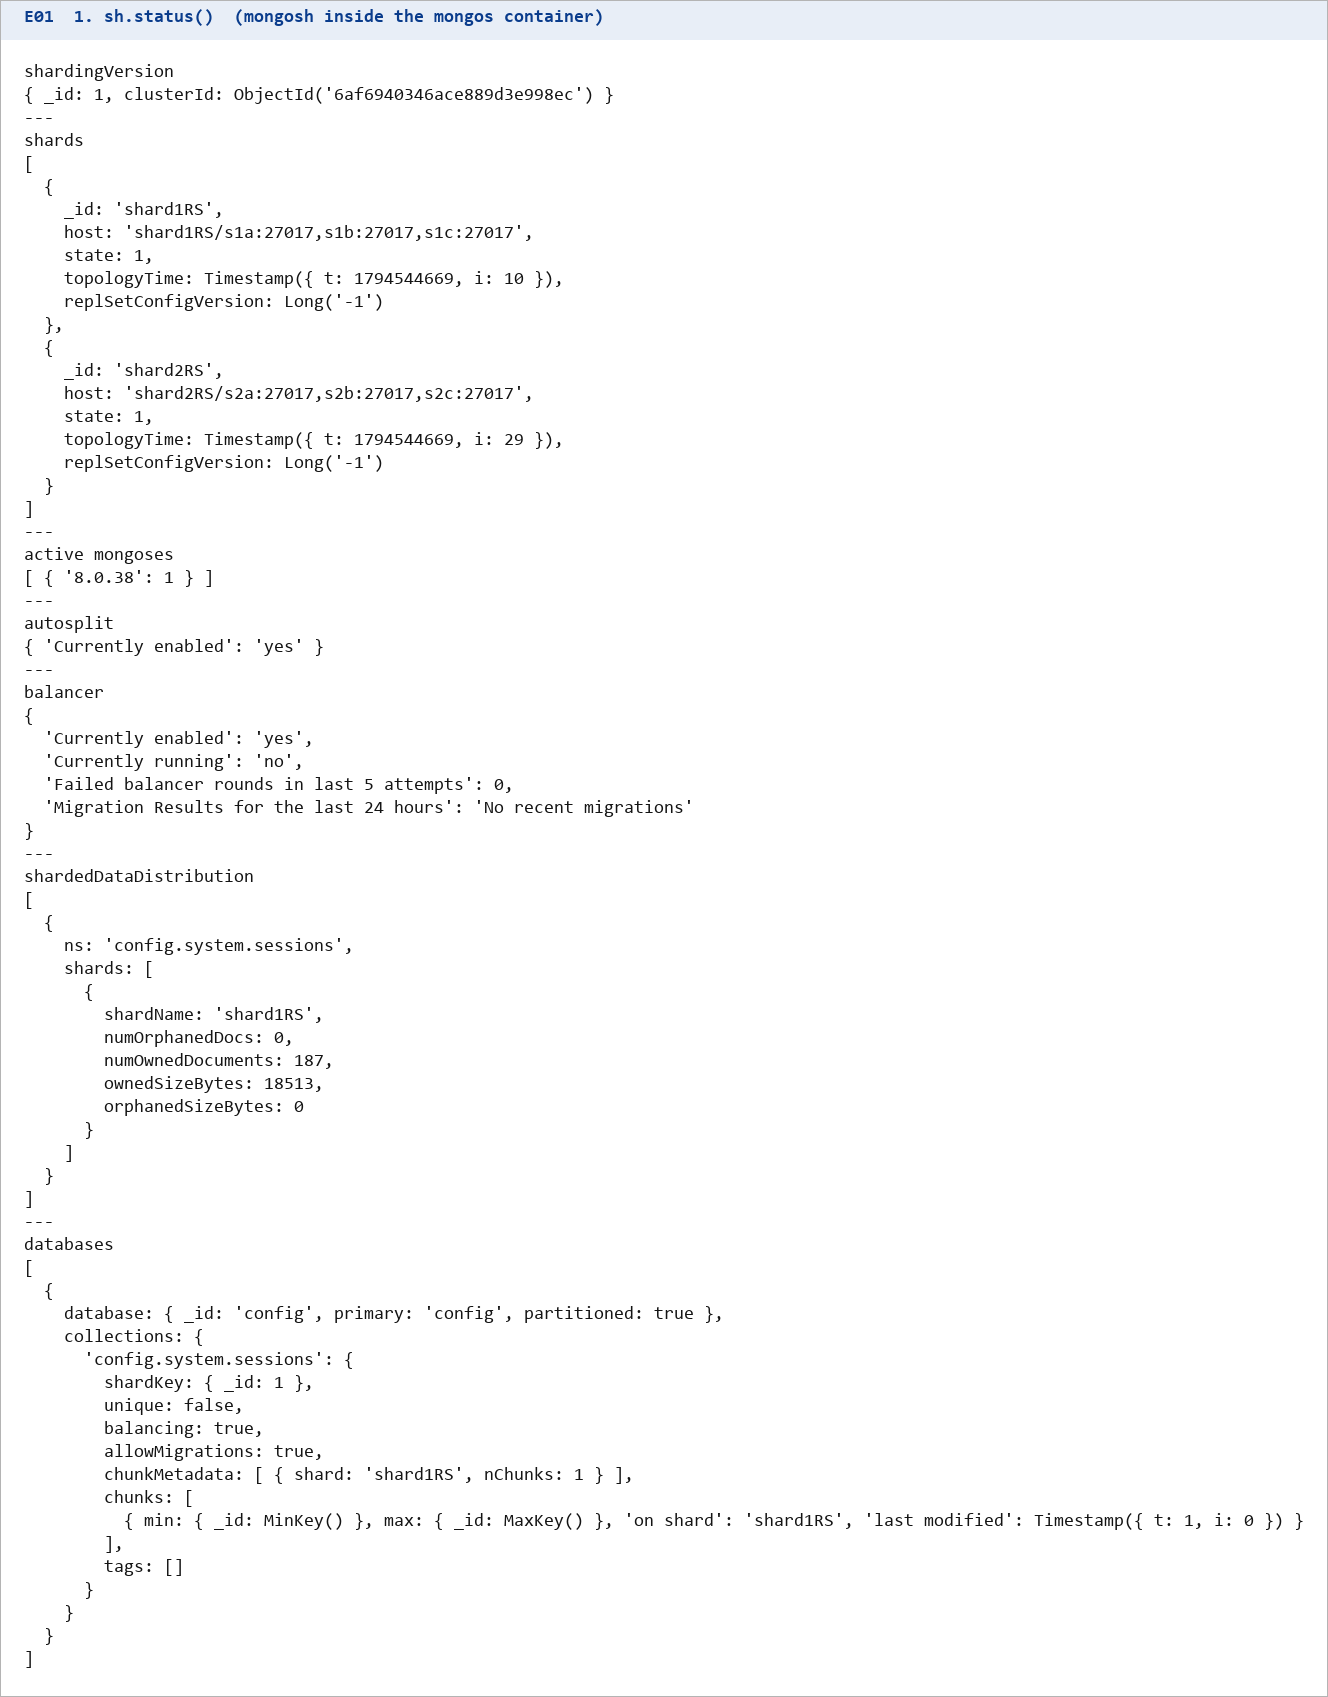 E01  1. sh.status()  (mongosh inside the mongos container)
shardingVersion
{ _id: 1, clusterId: ObjectId('6af6940346ace889d3e998ec') }
---
shards
[
  {
    _id: 'shard1RS',
    host: 'shard1RS/s1a:27017,s1b:27017,s1c:27017',
    state: 1,
    topologyTime: Timestamp({ t: 1794544669, i: 10 }),
    replSetConfigVersion: Long('-1')
  },
  {
    _id: 'shard2RS',
    host: 'shard2RS/s2a:27017,s2b:27017,s2c:27017',
    state: 1,
    topologyTime: Timestamp({ t: 1794544669, i: 29 }),
    replSetConfigVersion: Long('-1')
  }
]
---
active mongoses
[ { '8.0.38': 1 } ]
---
autosplit
{ 'Currently enabled': 'yes' }
---
balancer
{
  'Currently enabled': 'yes',
  'Currently running': 'no',
  'Failed balancer rounds in last 5 attempts': 0,
  'Migration Results for the last 24 hours': 'No recent migrations'
}
---
shardedDataDistribution
[
  {
    ns: 'config.system.sessions',
    shards: [
      {
        shardName: 'shard1RS',
        numOrphanedDocs: 0,
        numOwnedDocuments: 187,
        ownedSizeBytes: 18513,
        orphanedSizeBytes: 0
      }
    ]
  }
]
---
databases
[
  {
    database: { _id: 'config', primary: 'config', partitioned: true },
    collections: {
      'config.system.sessions': {
        shardKey: { _id: 1 },
        unique: false,
        balancing: true,
        allowMigrations: true,
        chunkMetadata: [ { shard: 'shard1RS', nChunks: 1 } ],
        chunks: [
          { min: { _id: MinKey() }, max: { _id: MaxKey() }, 'on shard': 'shard1RS', 'last modified': Timestamp({ t: 1, i: 0 }) }
        ],
        tags: []
      }
    }
  }
]